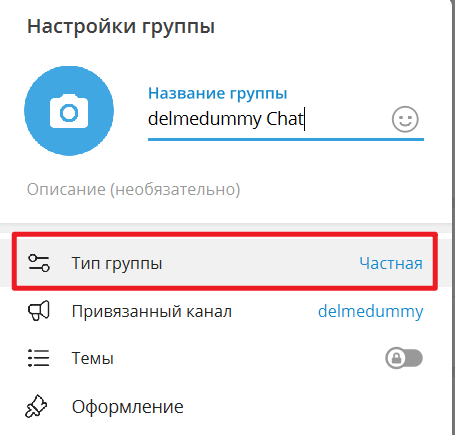 Настройки группы
Название группы
delmedummy Chat
Описание (необязательно)
Тип группы Частная
Привязанный канал delmedummy
Темы
Оформление